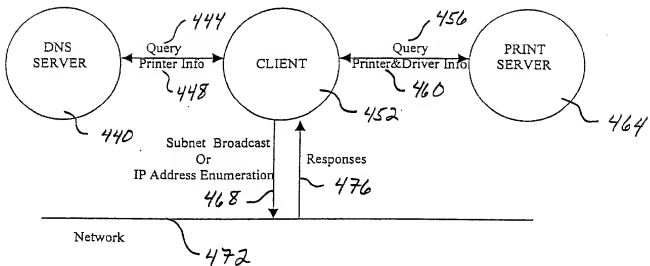 444
456
DNS
SERVER
Query
Printer Info
448
CLIENT
Query
Printer&Driver Info
460
PRINT
SERVER
440
452
464
Subnet Broadcast
Or
IP Address Enumeration
468
Responses
476
Network
472